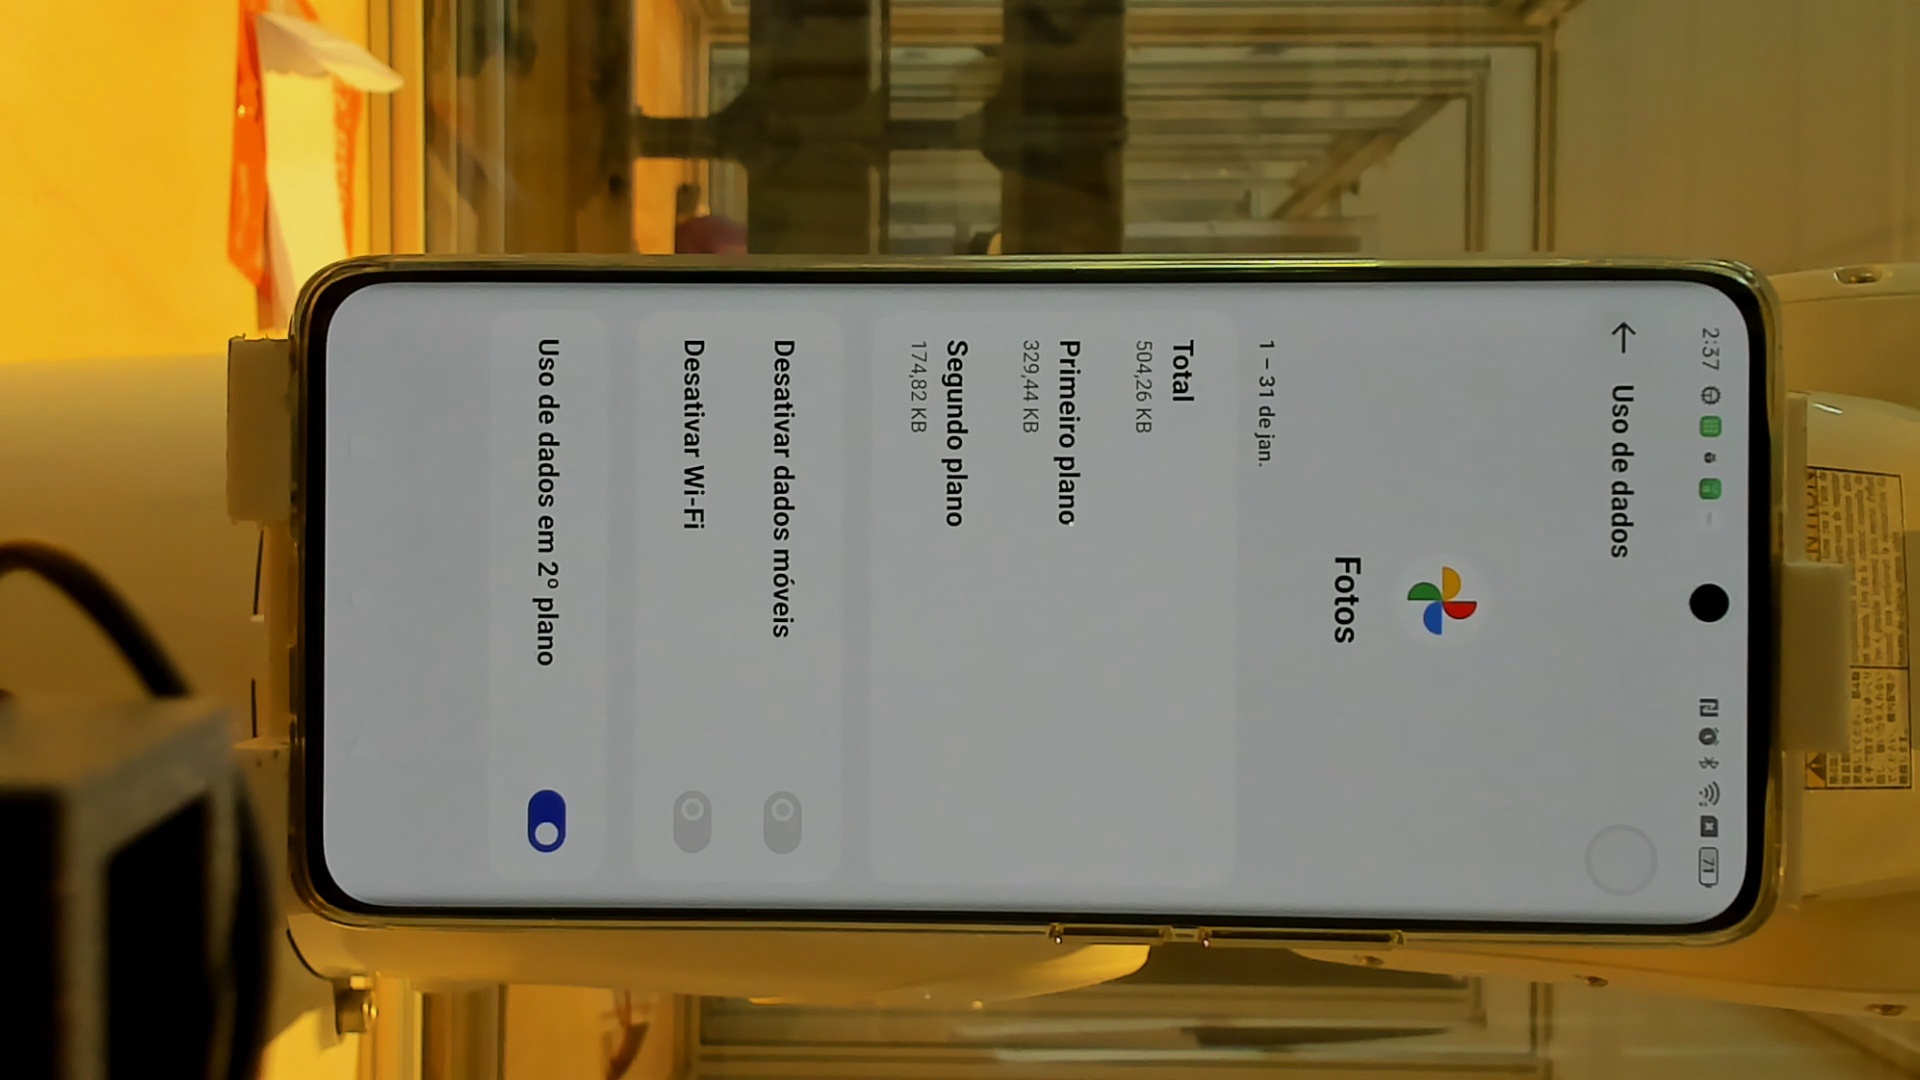 2:37
71
Uso de dados
Fotos
1 – 31 de jan.
Total
504,26 KB
Primeiro plano
329,44 KB
Segundo plano
174,82 KB
Desativar dados móveis
Desativar Wi-Fi
Uso de dados em 2º plano